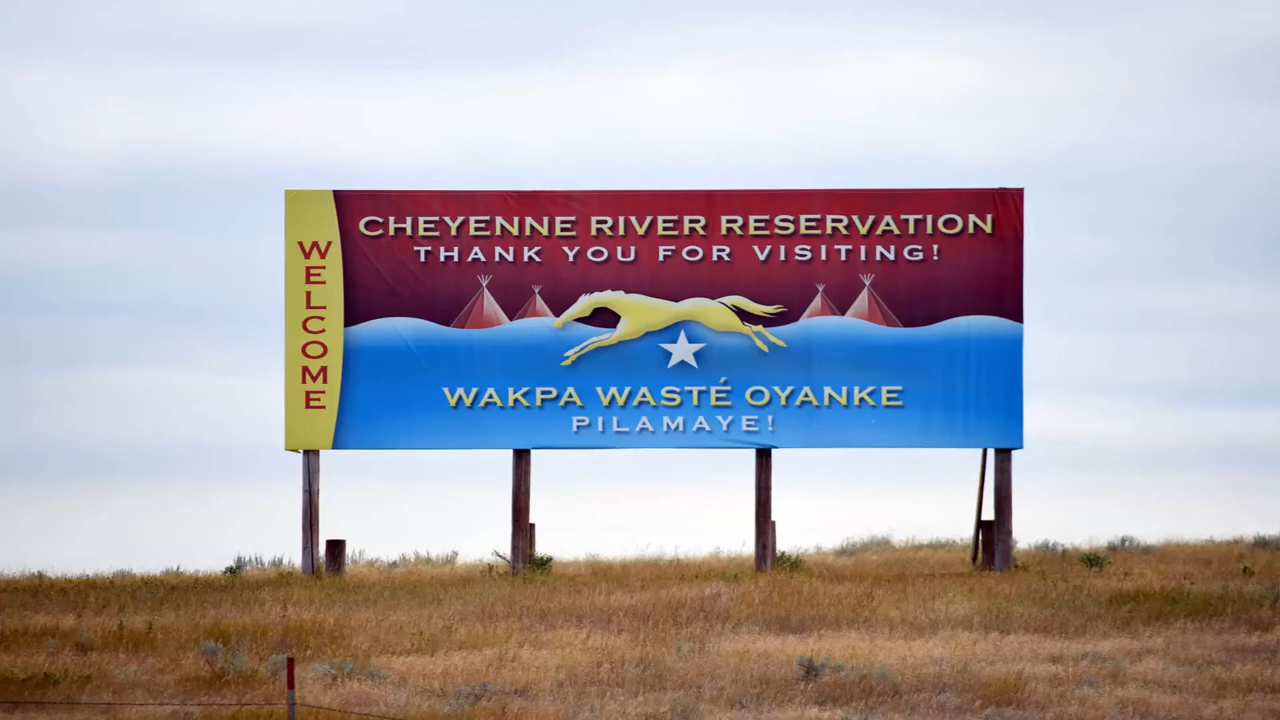 WELCOME
CHEYENNE RIVER RESERVATION
THANK YOU FOR VISITING!
WAKPA WASTÉ OYANKE
PILAMAYE!